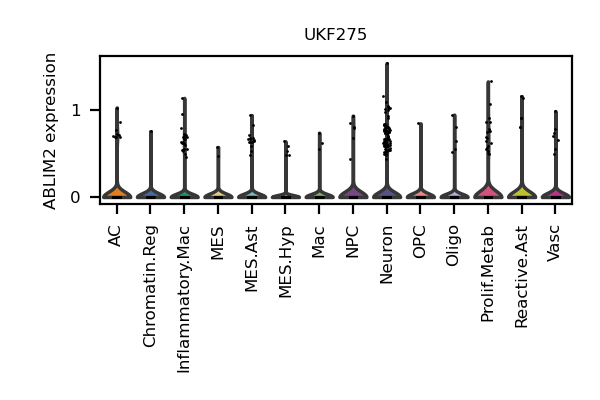 UKF275
ABLIM2 expression
1
0
AC
Chromatin.Reg
Inflammatory.Mac
MES
MES.Ast
MES.Hyp
Mac
NPC
Neuron
OPC
Oligo
Prolif.Metab
Reactive.Ast
Vasc